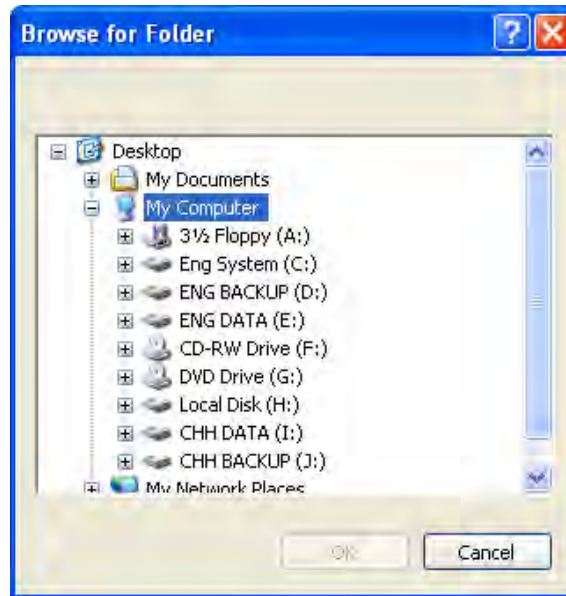 Browse for Folder
Desktop
My Documents
My Computer
3½ Floppy (A:)
Eng System (C:)
ENG BACKUP (D:)
ENG DATA (E:)
CD-RW Drive (F:)
DVD Drive (G:)
Local Disk (H:)
CHH DATA (I:)
CHH BACKUP (J:)
My Network Places
OK Cancel